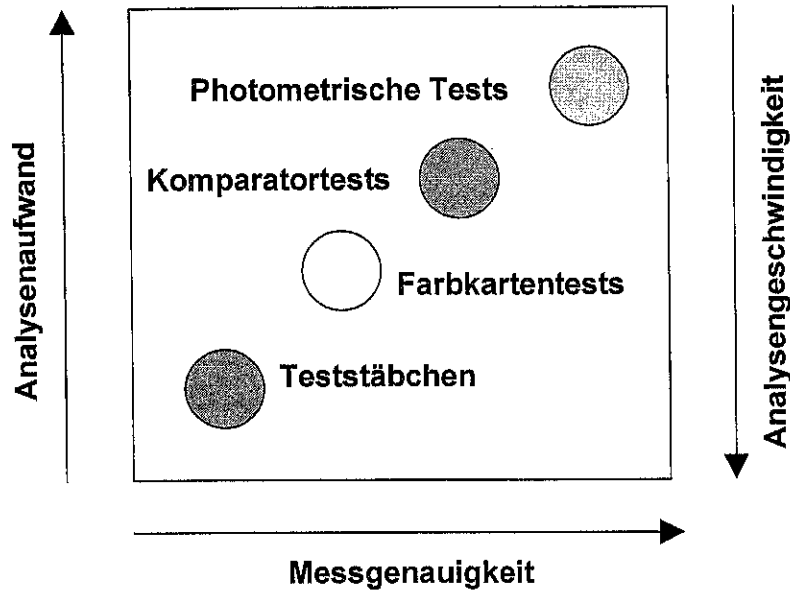 Analysenaufwand
Photometrische Tests
Komparatortests
Farbkartentests
Teststäbchen
Analysengeschwindigkeit
Messgenauigkeit